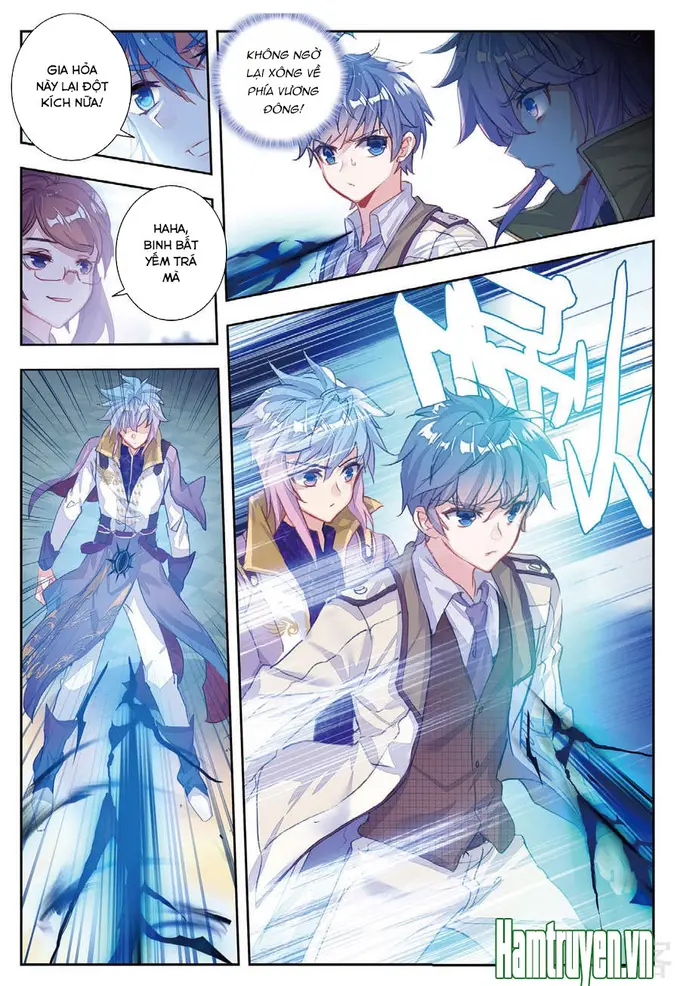 GIA HỎA
NÀY LẠI ĐỘT
KÍCH NỮA!
KHÔNG NGỜ
LẠI XÔNG VỀ
PHÍA VƯƠNG
ĐÔNG!
HAHA,
BINH BẤT
YẾM TRÁ
MÀ
Hamtruyen.vn